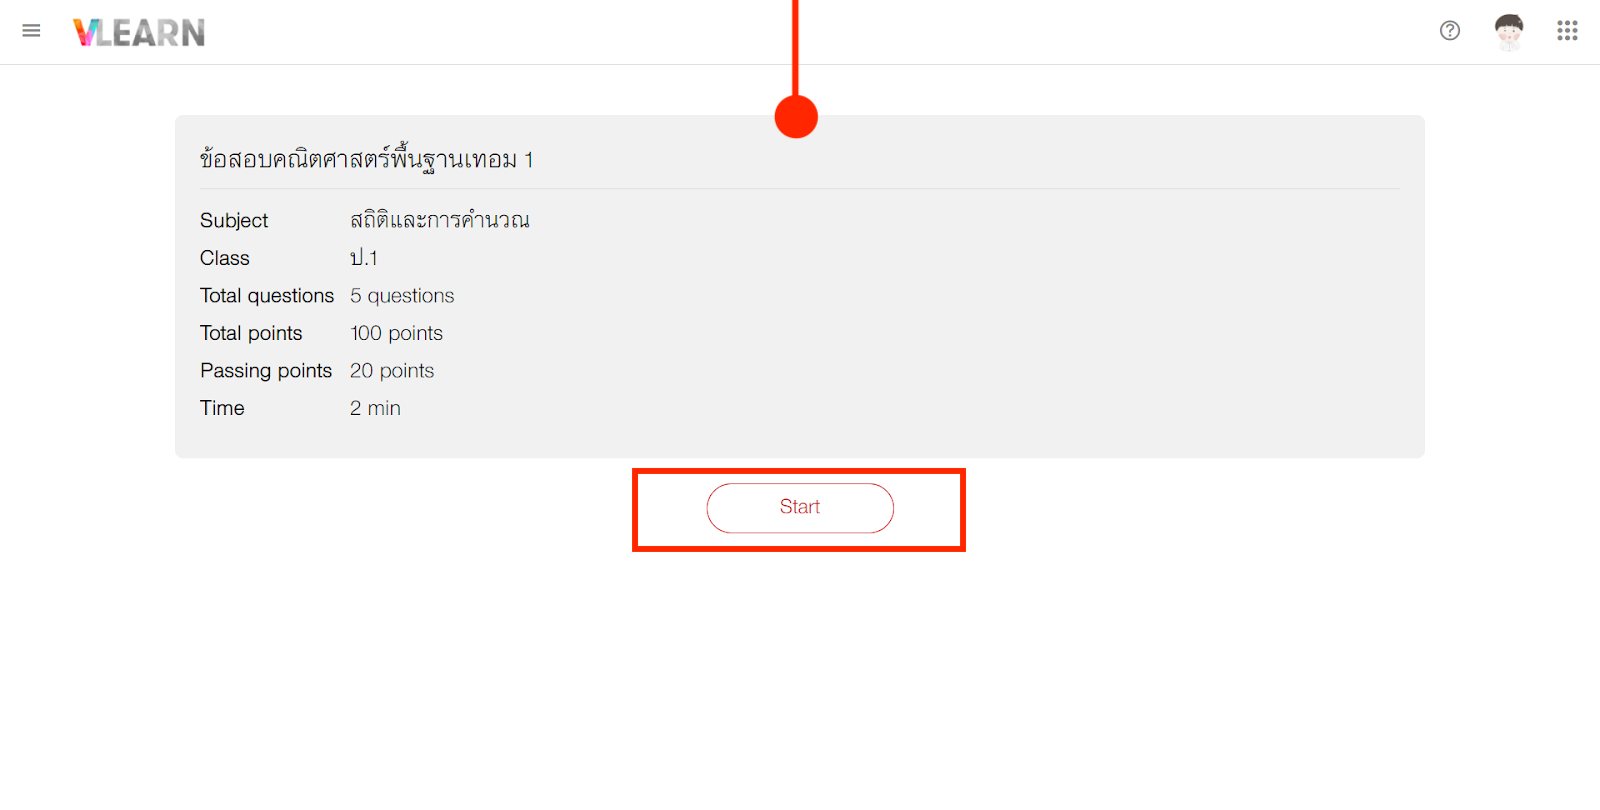 VLEARN
ข้อสอบคณิตศาสตร์พื้นฐานเทอม 1
Subject สถิติและการคำนวณ
Class ป.1
Total questions 5 questions
Total points 100 points
Passing points 20 points
Time 2 min
Start